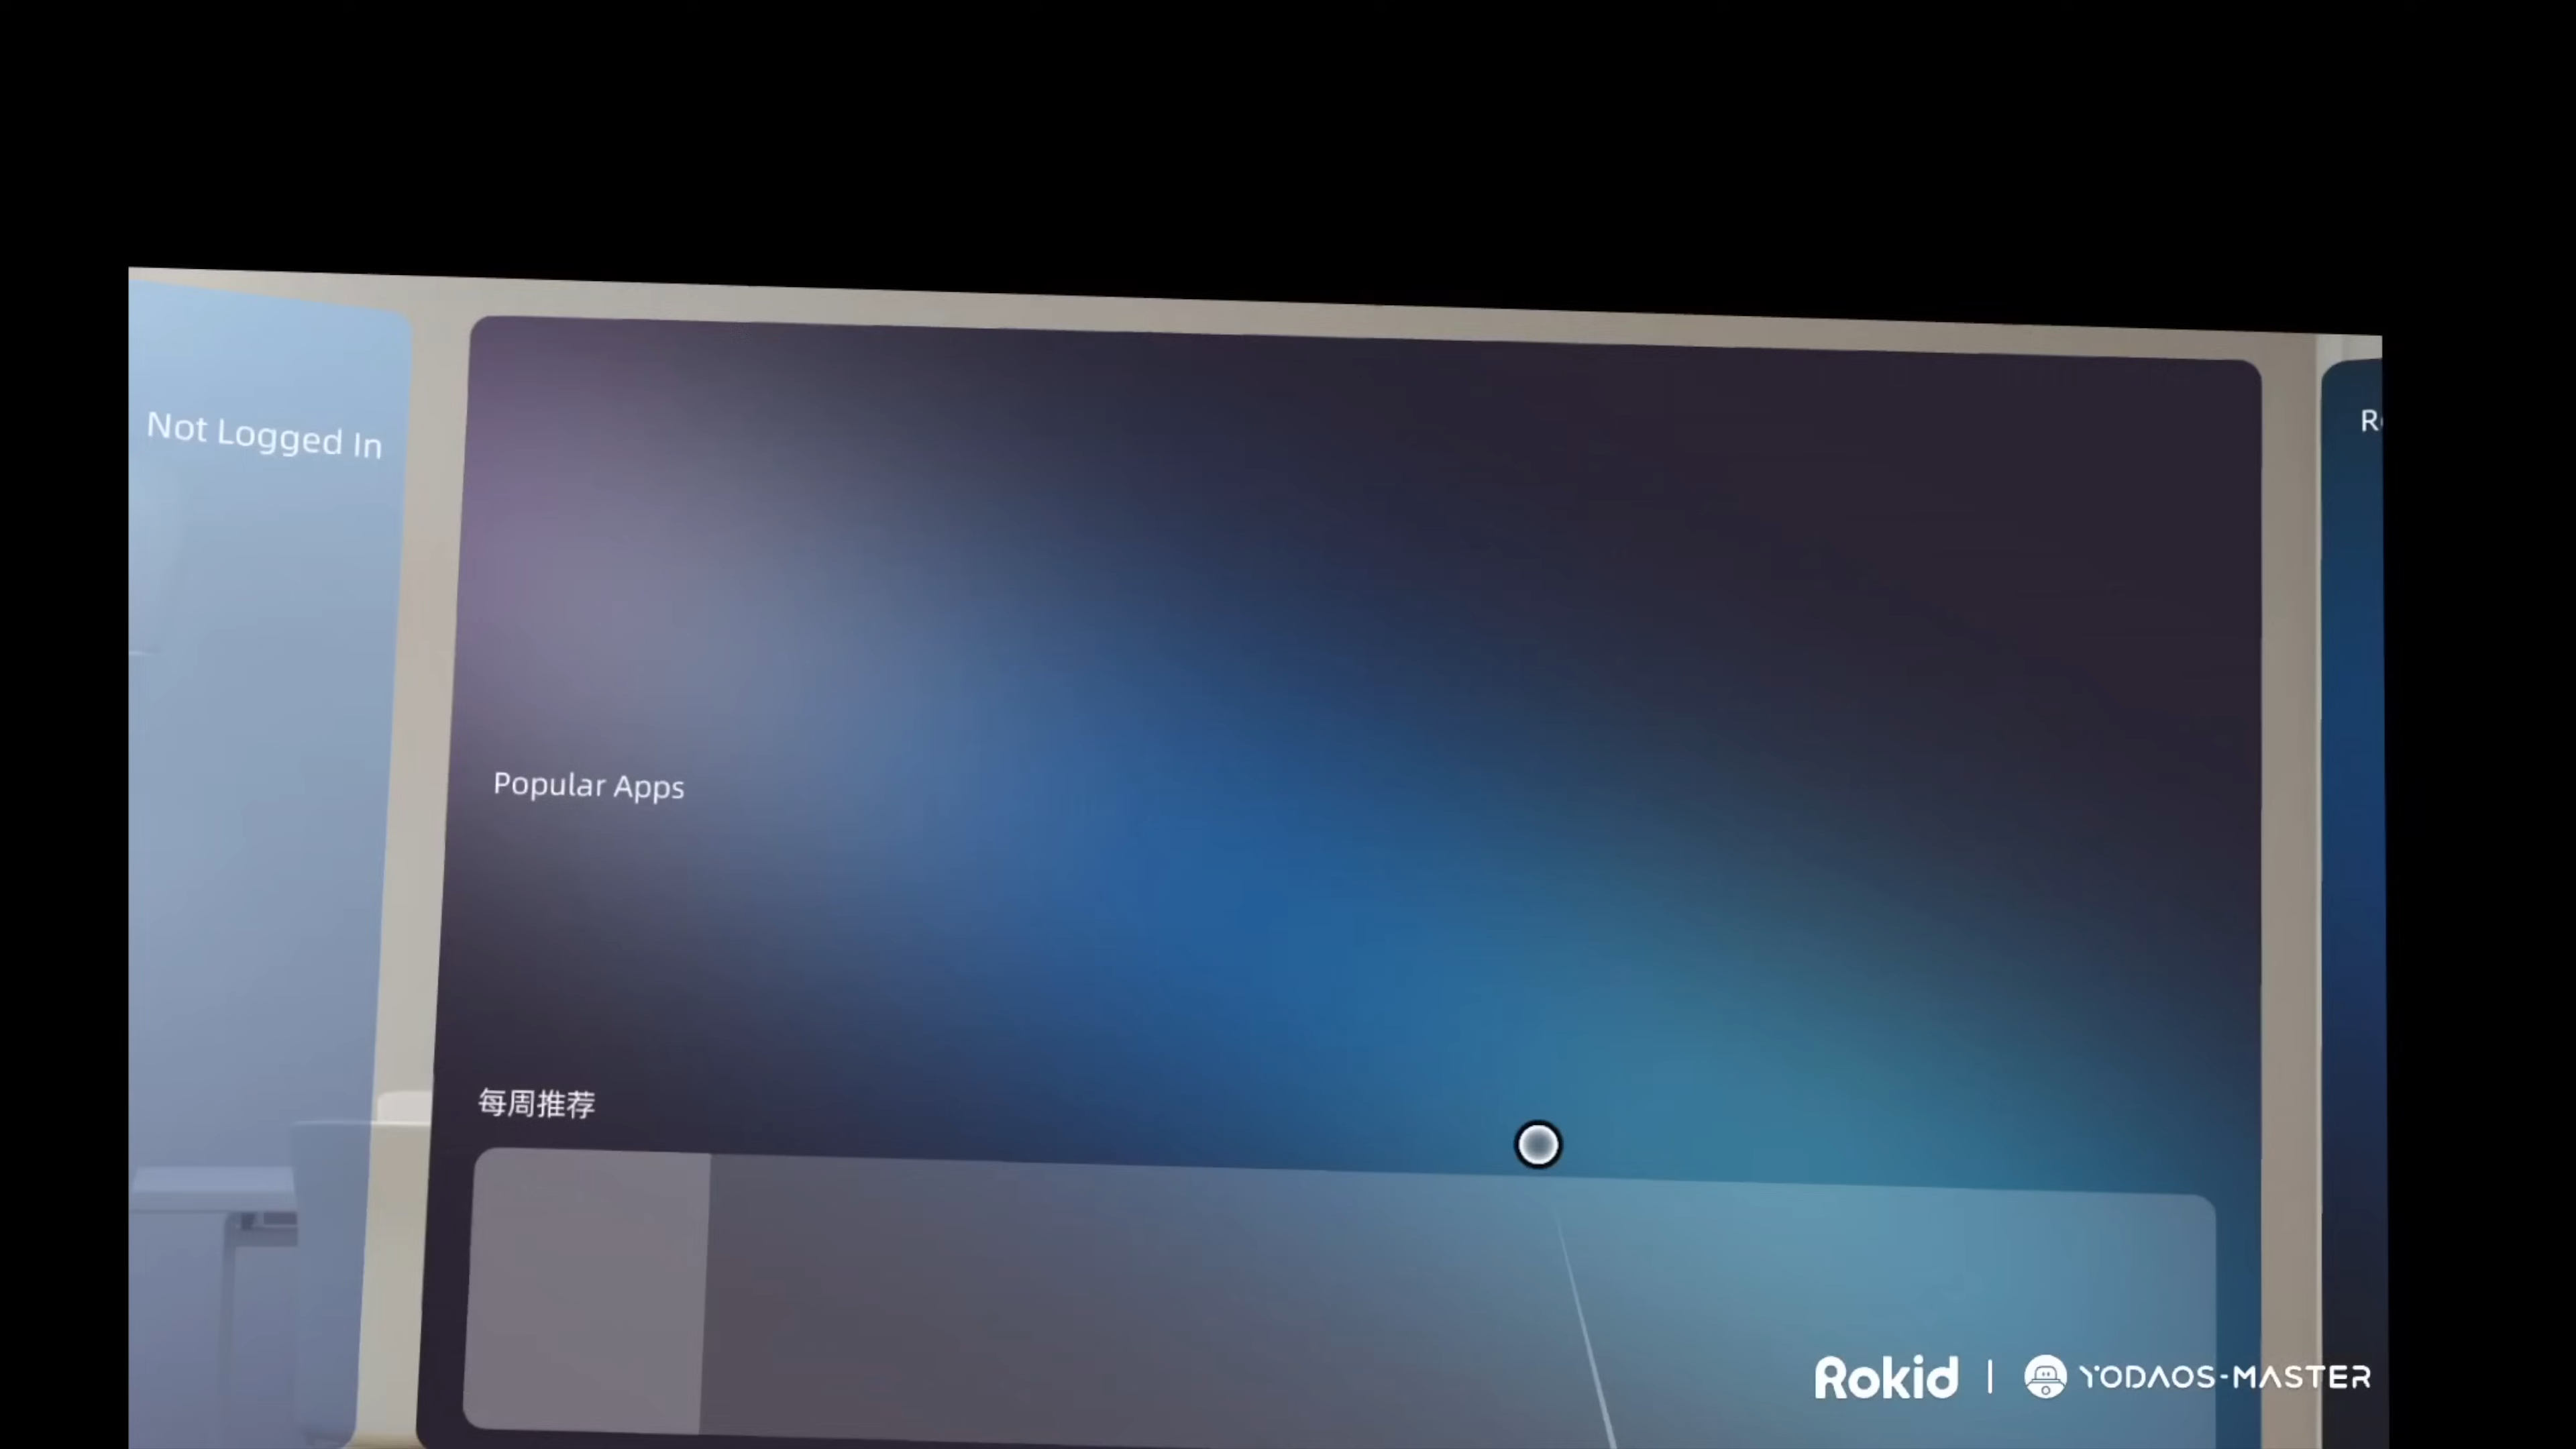 Not Logged In
Popular Apps
每周推荐
Rokid | YODAOS-MASTER